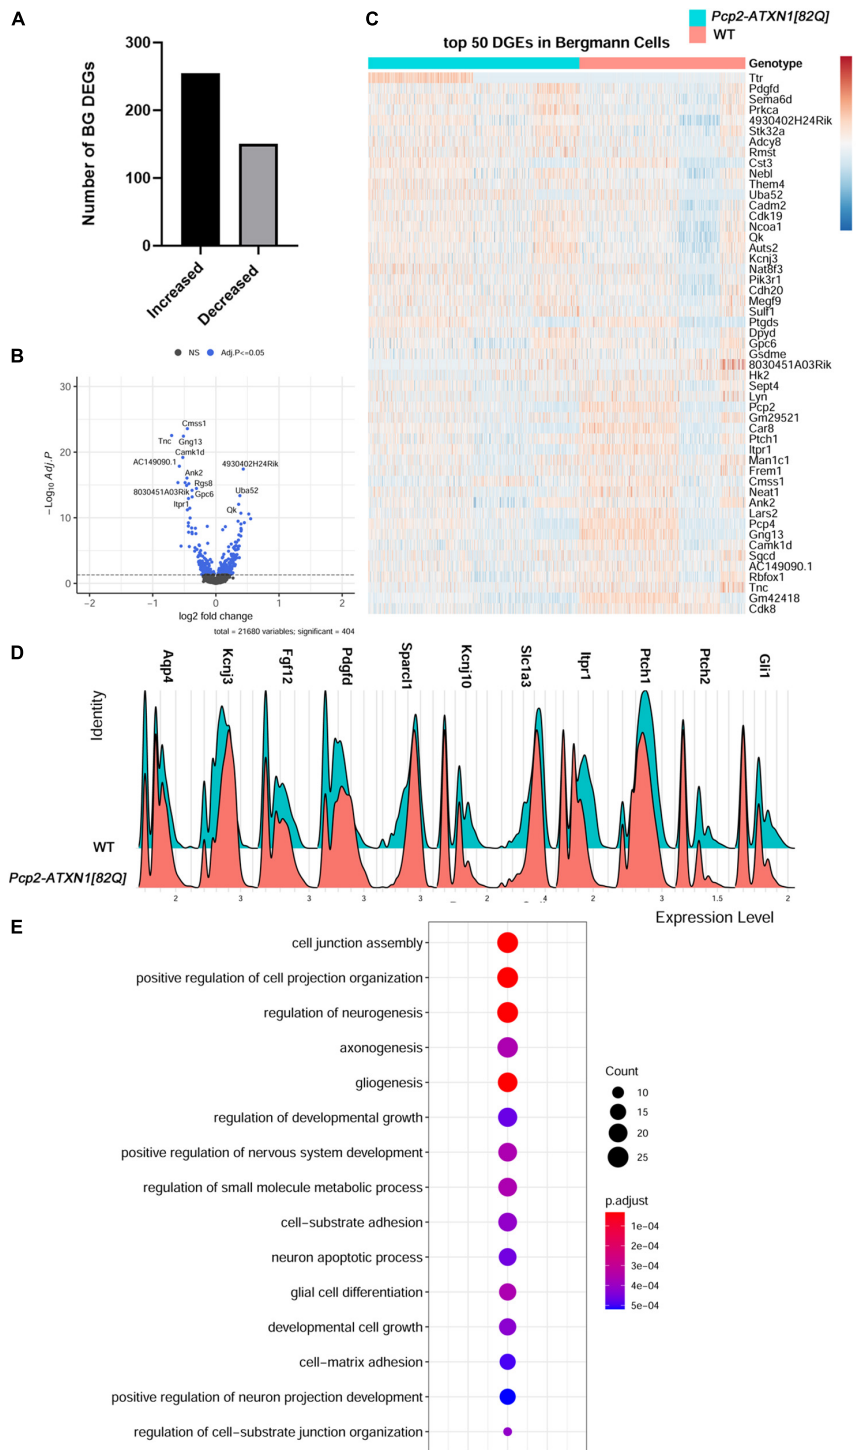 A
Number of BG DEGs
300
200
100
0
Increased
Decreased
B
NS
Adj.P<=0.05
−Log10 Adj.P
30
20
10
0
Cmss1
Tnc
Gng13
Camk1d
AC149090.1
4930402H24Rik
Ank2
Rgs8
8030451A03Rik
Gpc6
Uba52
Itpr1
Qk
−2
−1
0
1
2
log2 fold change
total = 21680 variables; significant = 404
C
Pcp2-ATXN1[82Q]
WT
top 50 DGEs in Bergmann Cells
Genotype
Ttr
Pdgfd
Sema6d
Prkca
4930402H24Rik
Stk32a
Adcy8
Rmst
Cst3
Nebl
Them4
Uba52
Cadm2
Cdk19
Ncoa1
Qk
Auts2
Kcnj3
Nat8f3
Pik3r1
Cdh20
Megf9
Sulf1
Ptgds
Dpyd
Gpc6
Gsdme
8030451A03Rik
Hk2
Sept4
Lyn
Pcp2
Gm29521
Car8
Ptch1
Itpr1
Man1c1
Frem1
Cmss1
Neat1
Ank2
Lars2
Pcp4
Gng13
Camk1d
Sgcd
AC149090.1
Rbfox1
Tnc
Gm42418
Cdk8
D
Aqp4
Kcnj3
Fgf12
Pdgfd
Sparcl1
Kcnj10
Slc1a3
Itpr1
Ptch1
Ptch2
Gli1
Identity
WT
Pcp2-ATXN1[82Q]
2
3
3
3
3
2
4
2
3
1.5
2
Expression Level
E
cell junction assembly
positive regulation of cell projection organization
regulation of neurogenesis
axonogenesis
gliogenesis
regulation of developmental growth
positive regulation of nervous system development
regulation of small molecule metabolic process
cell−substrate adhesion
neuron apoptotic process
glial cell differentiation
developmental cell growth
cell−matrix adhesion
positive regulation of neuron projection development
regulation of cell−substrate junction organization
Count
10
15
20
25
p.adjust
1e−04
2e−04
3e−04
4e−04
5e−04